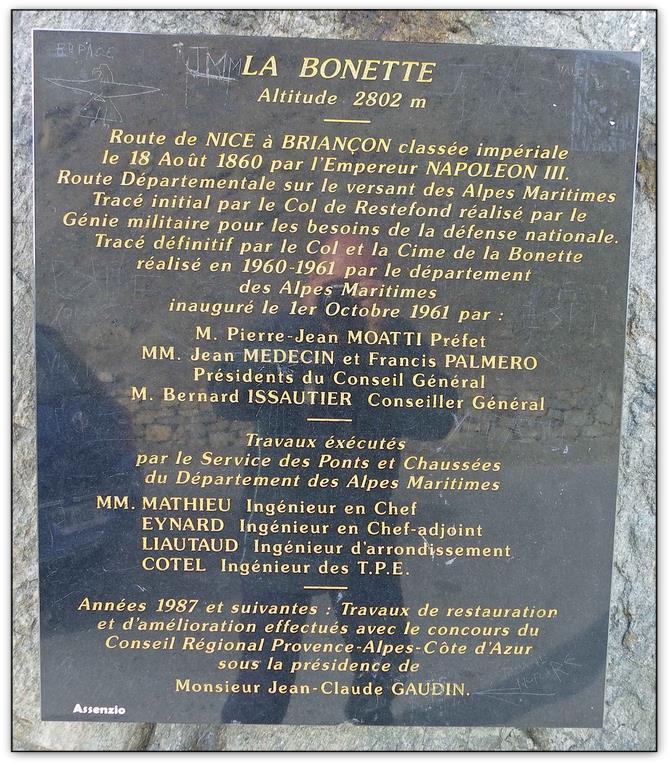 LA BONETTE
Altitude 2802 m
Route de NICE à BRIANÇON classée impériale
le 18 Août 1860 par l'Empereur NAPOLEON III.
Route Départementale sur le versant des Alpes Maritimes
Tracé initial par le Col de Restefond réalisé par le
Génie militaire pour les besoins de la défense nationale.
Tracé définitif par le Col et la Cime de la Bonette
réalisé en 1960-1961 par le département
des Alpes Maritimes
inauguré le 1er Octobre 1961 par :
M. Pierre-Jean MOATTI Préfet
MM. Jean MEDECIN et Francis PALMERO
Présidents du Conseil Général
M. Bernard ISSAUTIER Conseiller Général
Travaux éxécutés
par le Service des Ponts et Chaussées
du Département des Alpes Maritimes
MM. MATHIEU Ingénieur en Chef
EYNARD Ingénieur en Chef-adjoint
LIAUTAUD Ingénieur d'arrondissement
COTEL Ingénieur des T.P.E.
Années 1987 et suivantes : Travaux de restauration
et d'amélioration effectués avec le concours du
Conseil Régional Provence-Alpes-Côte d'Azur
sous la présidence de
Monsieur Jean-Claude GAUDIN.
Assenzio